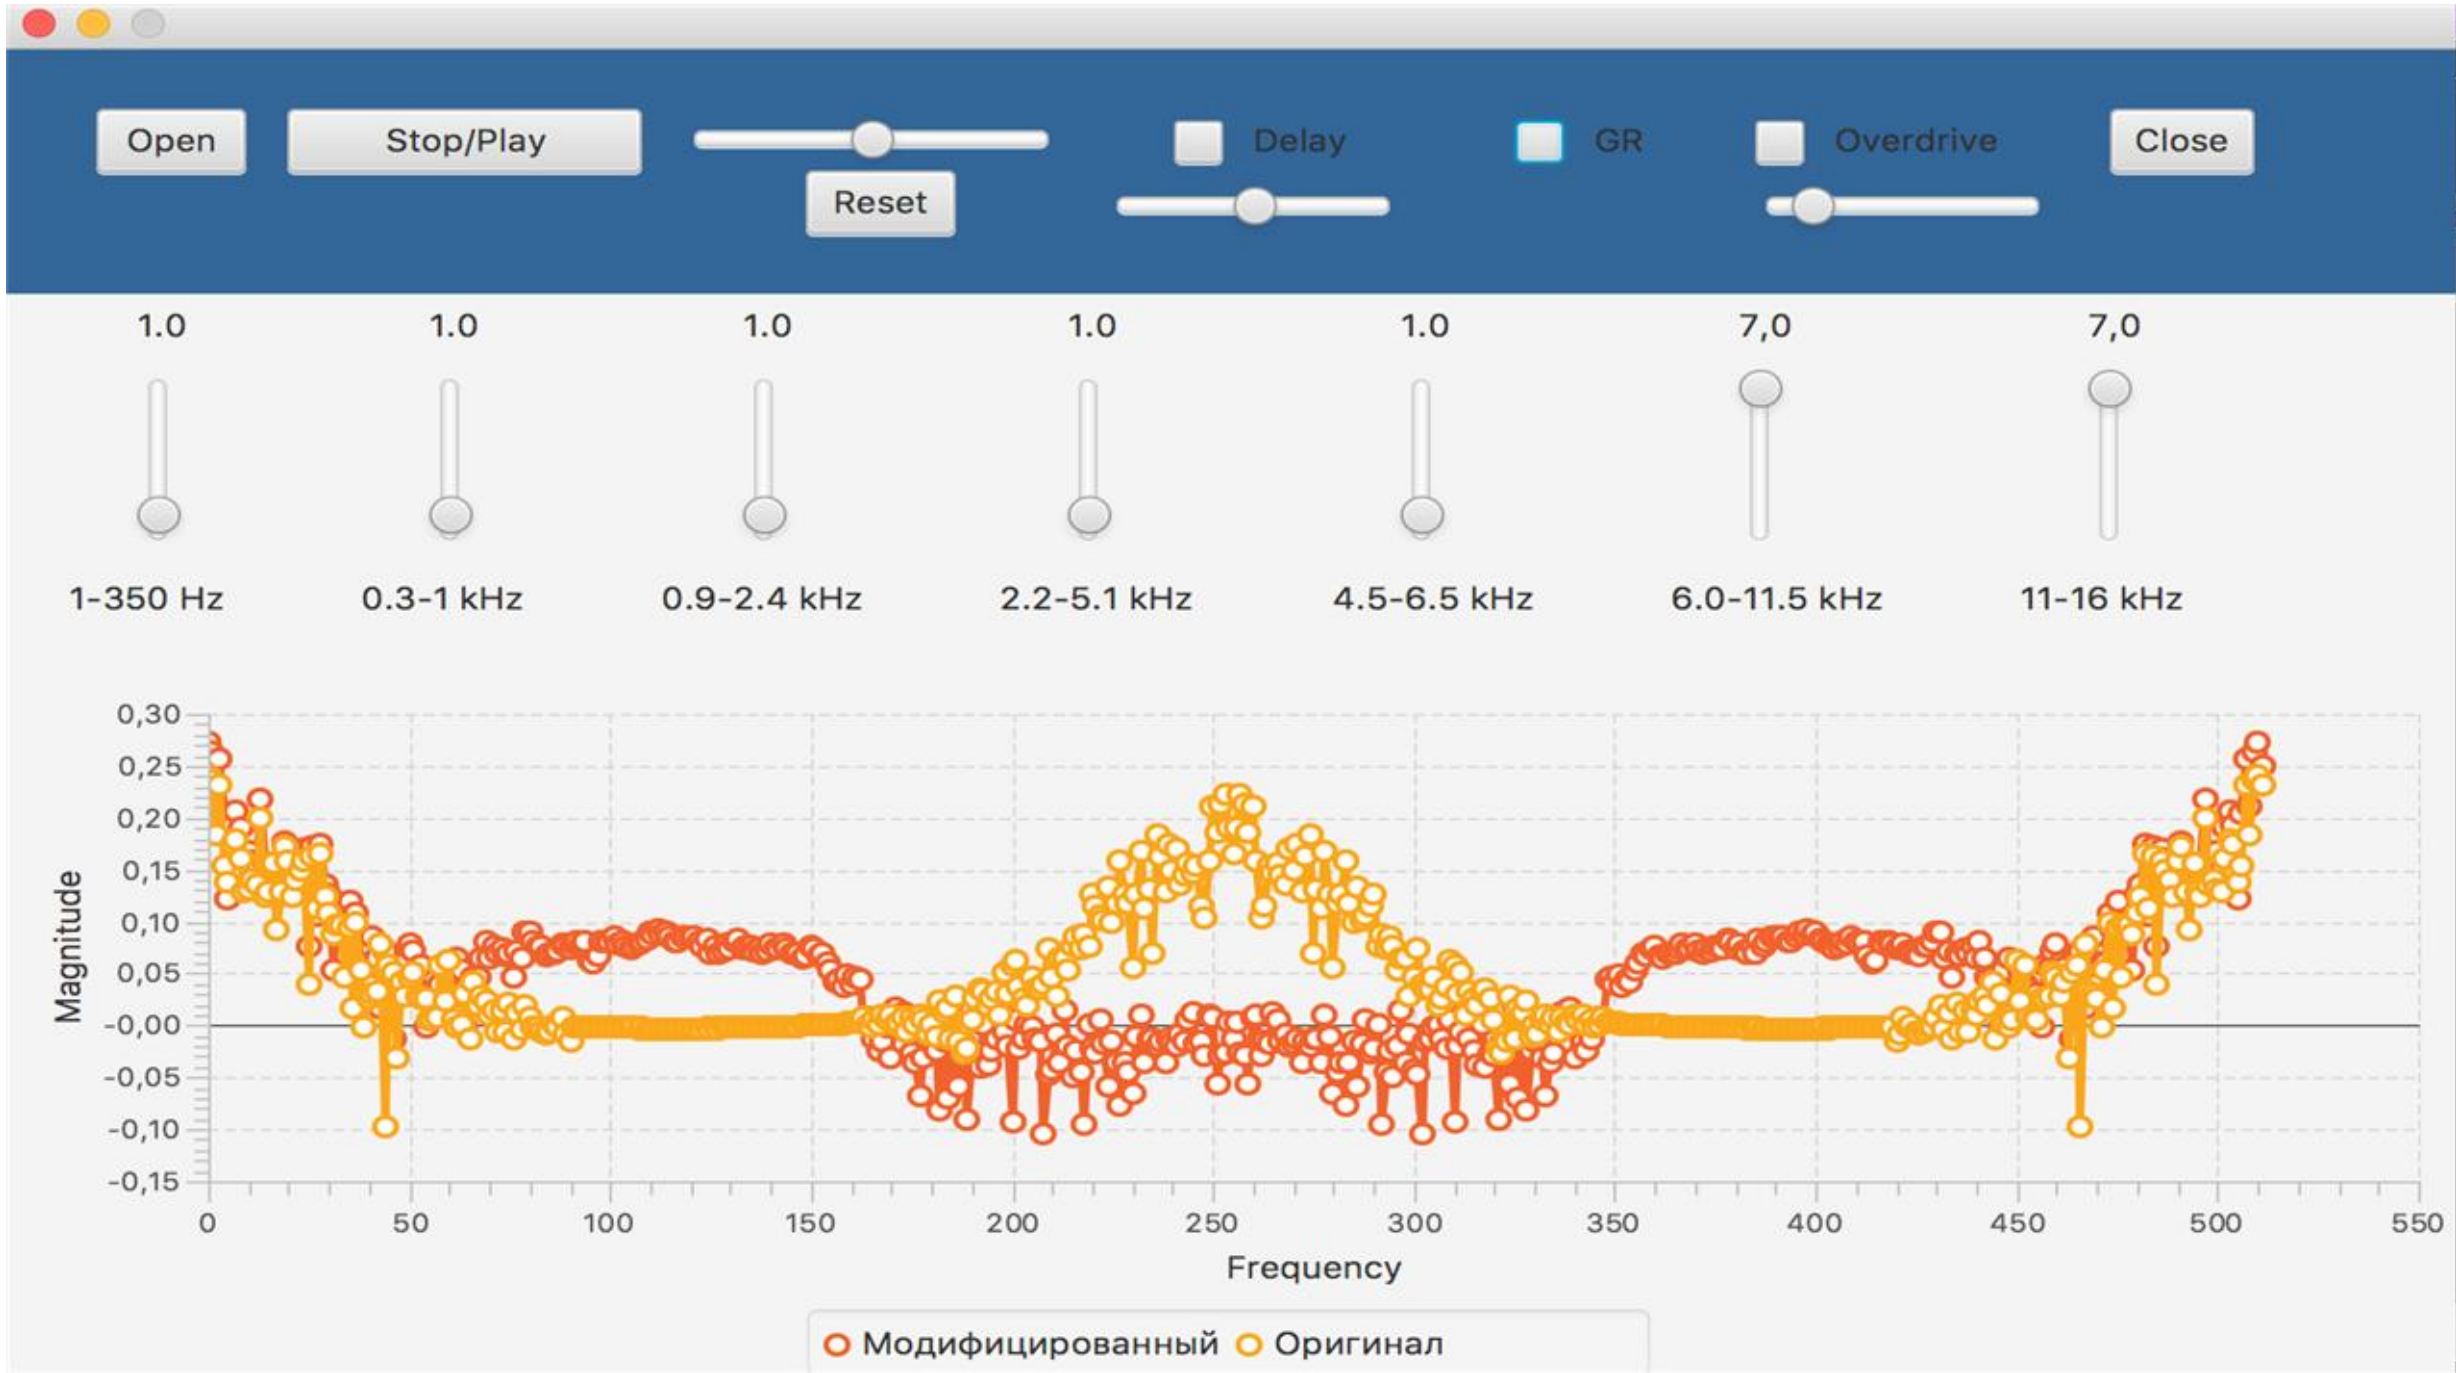 Open Stop/Play Delay GR Overdrive Close
Reset
1.0 1.0 1.0 1.0 1.0 7,0 7,0
1-350 Hz 0.3-1 kHz 0.9-2.4 kHz 2.2-5.1 kHz 4.5-6.5 kHz 6.0-11.5 kHz 11-16 kHz
Magnitude
0,30
0,25
0,20
0,15
0,10
0,05
-0,00
-0,05
-0,10
-0,15
0 50 100 150 200 250 300 350 400 450 500 550
Frequency
Модифицированный Оригинал